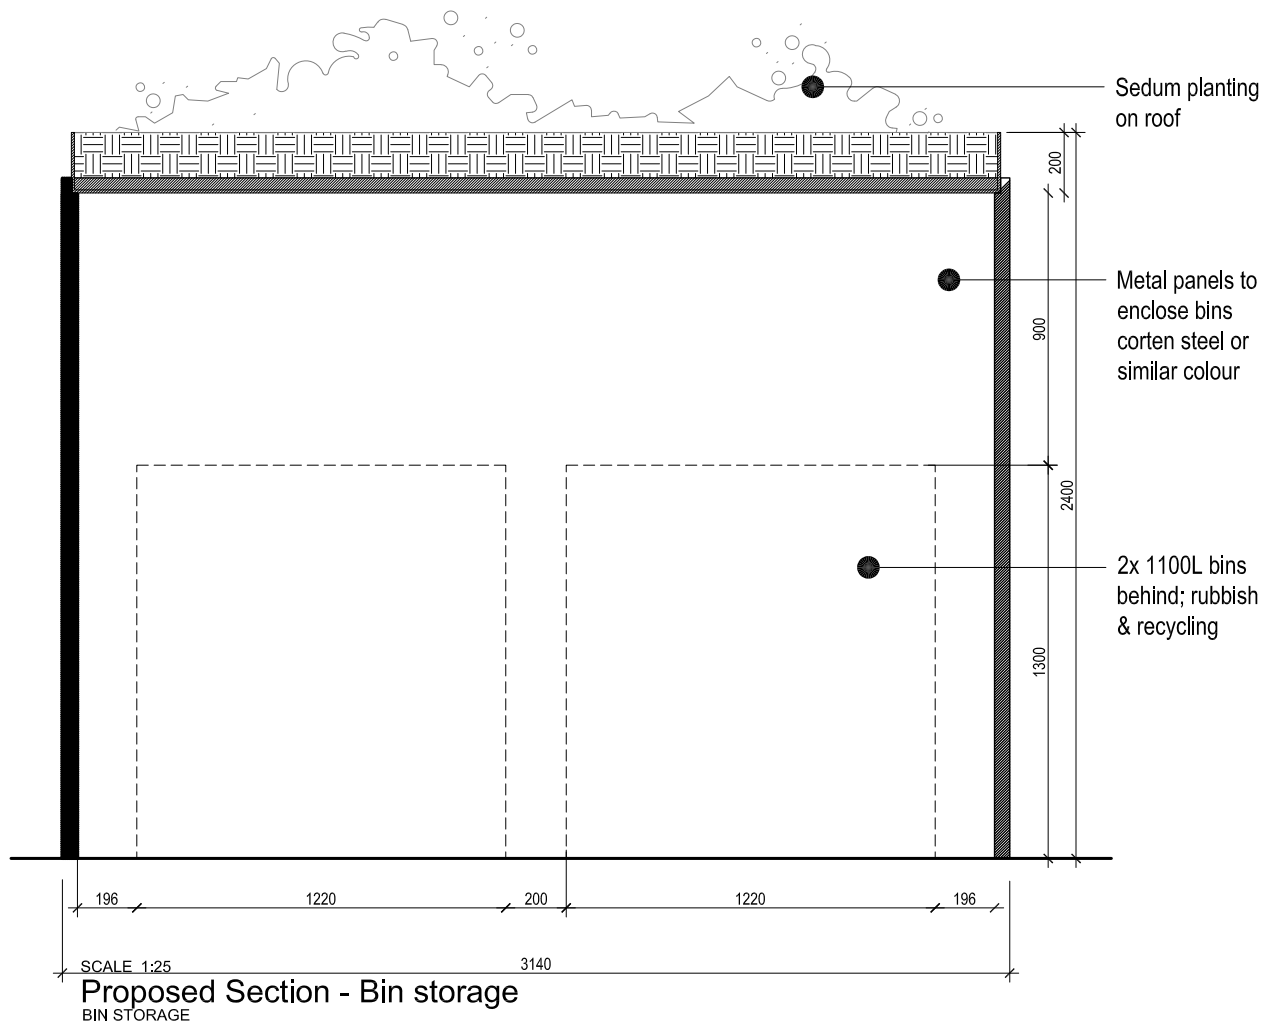 Sedum planting
on roof
200
Metal panels to
enclose bins
corten steel or
similar colour
900
2400
2x 1100L bins
behind; rubbish
& recycling
1300
196
1220
200
1220
196
3140
SCALE 1:25
Proposed Section - Bin storage
BIN STORAGE